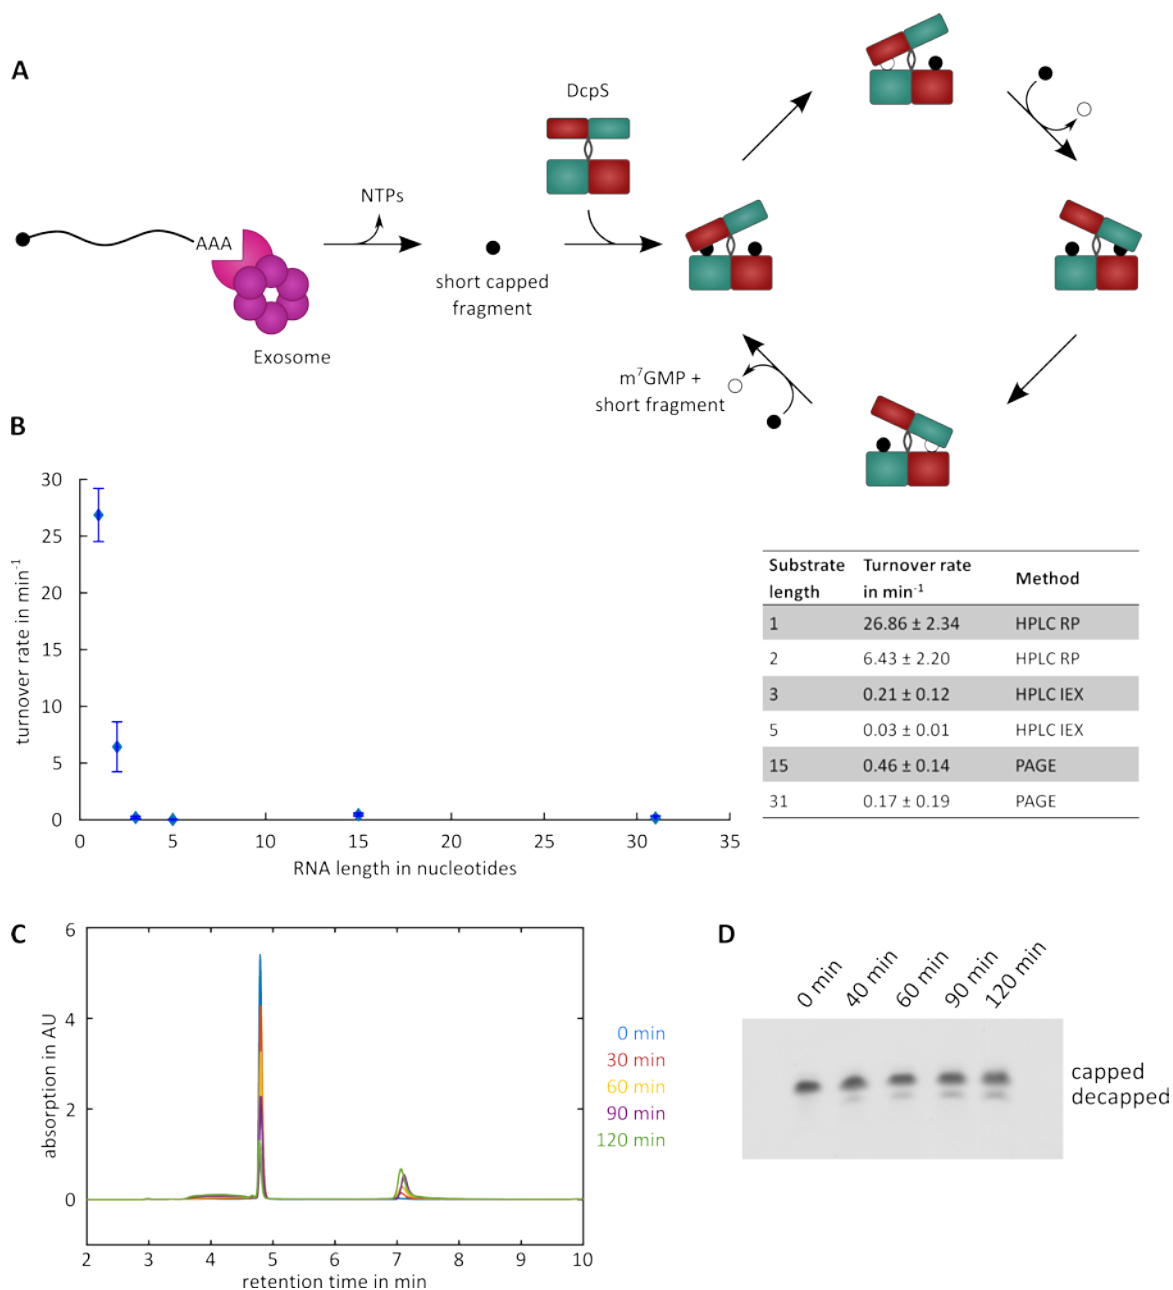 A
DcpS
NTPs
AAA
short capped
fragment
Exosome
m⁷GMP +
short fragment
B
30
25
20
15
10
5
0
turnover rate in min⁻¹
0 5 10 15 20 25 30 35
RNA length in nucleotides
Substrate length Turnover rate in min⁻¹ Method
1 26.86 ± 2.34 HPLC RP
2 6.43 ± 2.20 HPLC RP
3 0.21 ± 0.12 HPLC IEX
5 0.03 ± 0.01 HPLC IEX
15 0.46 ± 0.14 PAGE
31 0.17 ± 0.19 PAGE
C
6
4
2
0
absorption in AU
2 3 4 5 6 7 8 9 10
retention time in min
0 min
30 min
60 min
90 min
120 min
D
0 min 40 min 60 min 90 min 120 min
capped
decapped